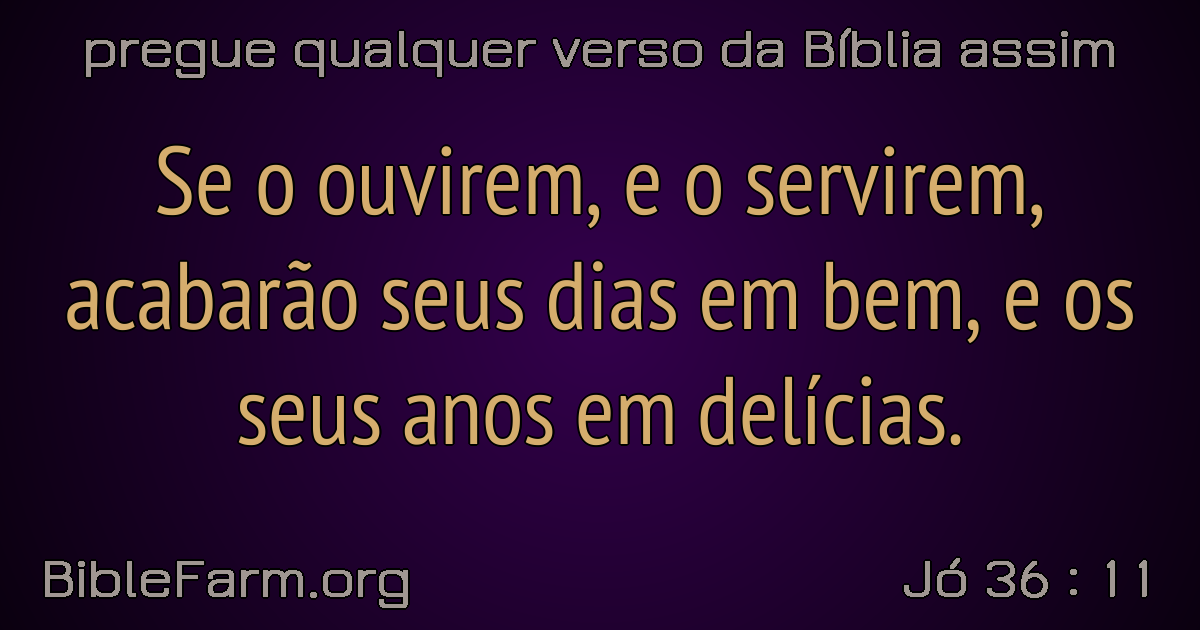 pregue qualquer verso da Bíblia assim
Se o ouvirem, e o servirem,
acabarão seus dias em bem, e os
seus anos em delícias.
BibleFarm.org
Jó 36 : 11